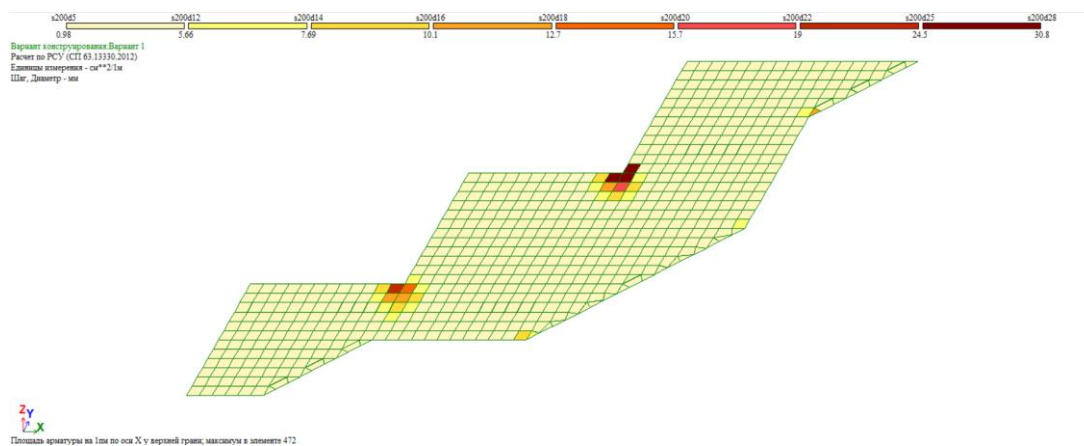 s200d5 s200d12 s200d14 s200d16 s200d18 s200d20 s200d22 s200d25 s200d28
0.98 5.66 7.69 10.1 12.7 15.7 19 24.5 30.8
Вариант конструирования:Вариант 1
Расчет по РСУ (СП 63.13330.2012)
Единицы измерения - см**2/1м
Шаг, Диаметр - мм
Z Y
X
Площадь арматуры на 1пм по оси X у верхней грани; максимум в элементе 472